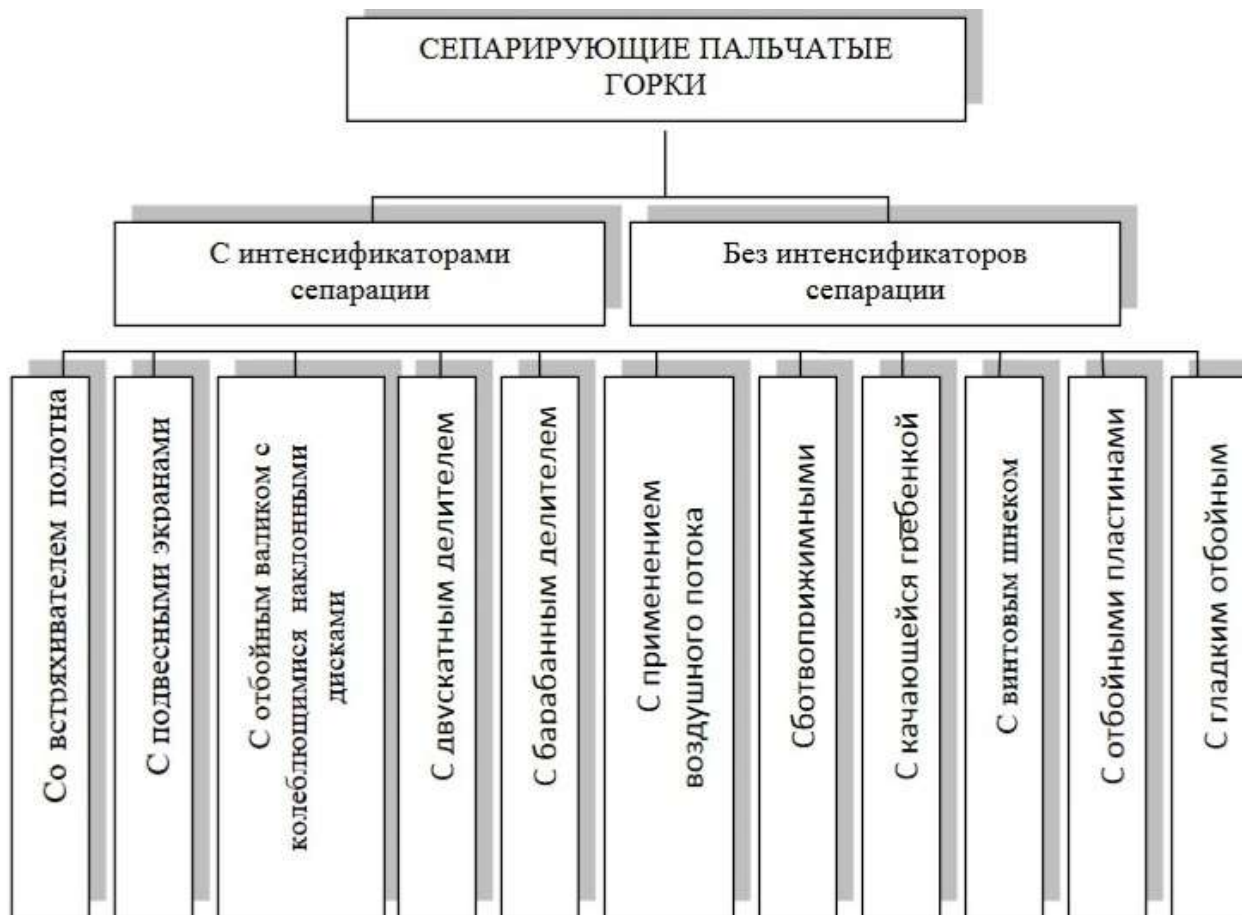 СЕПАРИРУЮЩИЕ ПАЛЬЧАТЫЕ
ГОРКИ
С интенсификаторами
сепарации
Без интенсификаторов
сепарации
Со встряхивателем полотна
С подвесными экранами
С отбойным валиком с
колеблющимися наклонными
дисками
С двускатным делителем
С барабанным делителем
С применением
воздушного потока
Сботвоприжимными
С качающейся гребенкой
С винтовым шнеком
С отбойными пластинами
С гладким отбойным